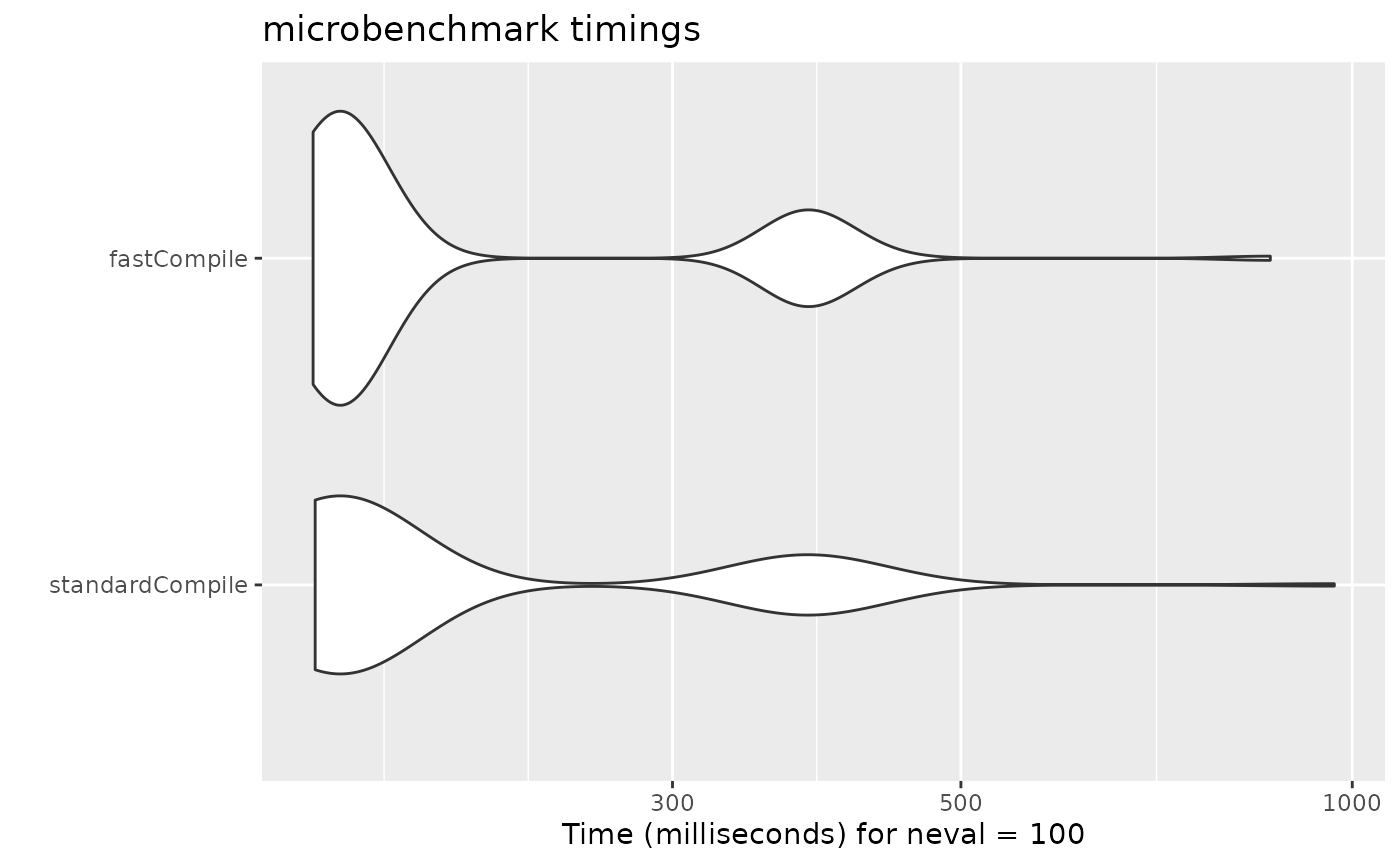 microbenchmark timings
fastCompile
standardCompile
300 500 1000
Time (milliseconds) for neval = 100